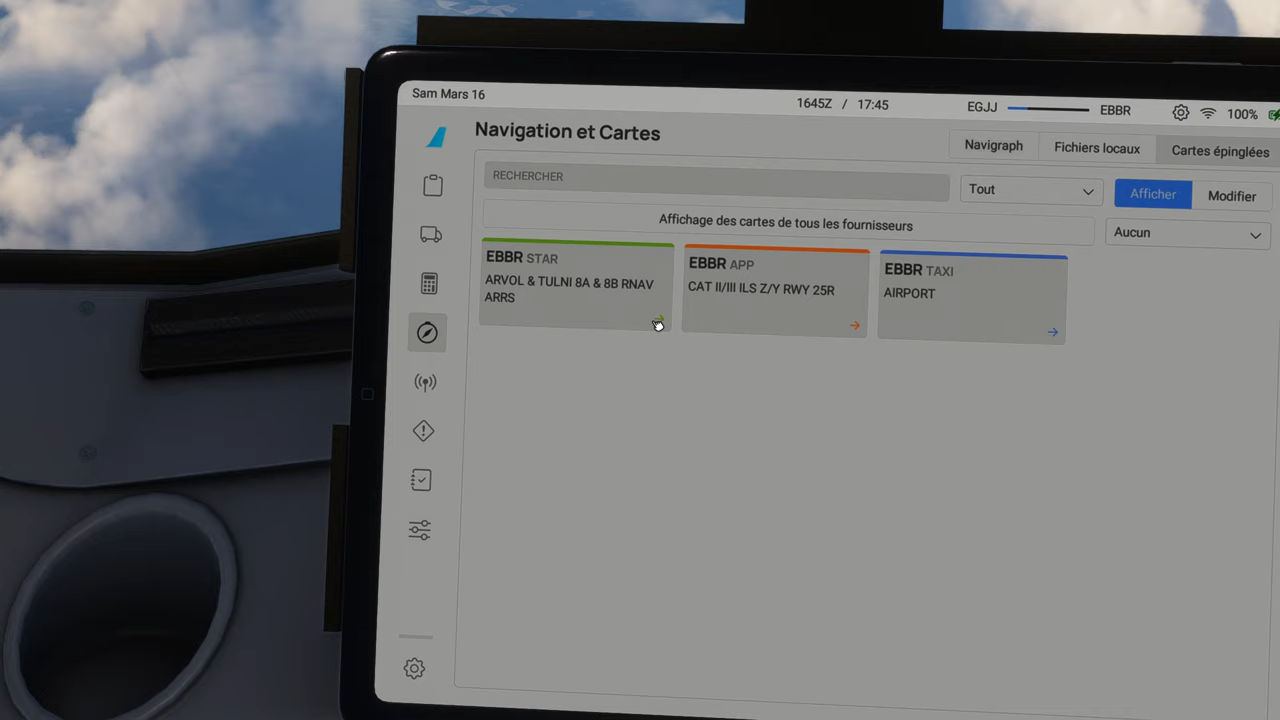 Sam Mars 16
1645Z / 17:45
EGJJ EBBR
100%
Navigation et Cartes
Navigraph
Fichiers locaux
Cartes épinglées
RECHERCHER
Tout
Afficher
Modifier
Affichage des cartes de tous les fournisseurs
Aucun
EBBR STAR
ARVOL & TULNI 8A & 8B RNAV
ARRS
EBBR APP
CAT II/III ILS Z/Y RWY 25R
EBBR TAXI
AIRPORT